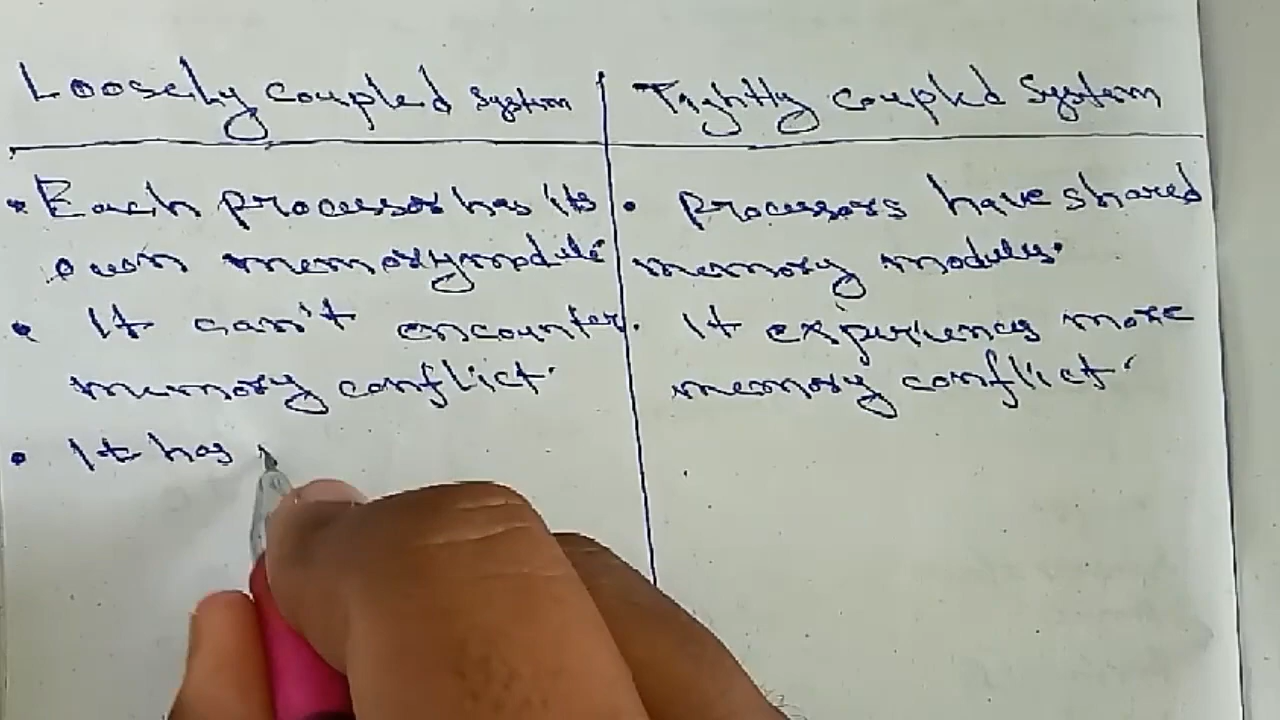 Loosely coupled system
Tightly coupled system
• Each processor has its
own memory module
• It can't encounter
memory conflict.
• It has
• Processors have shared
memory modules.
• It experiences more
memory conflict.